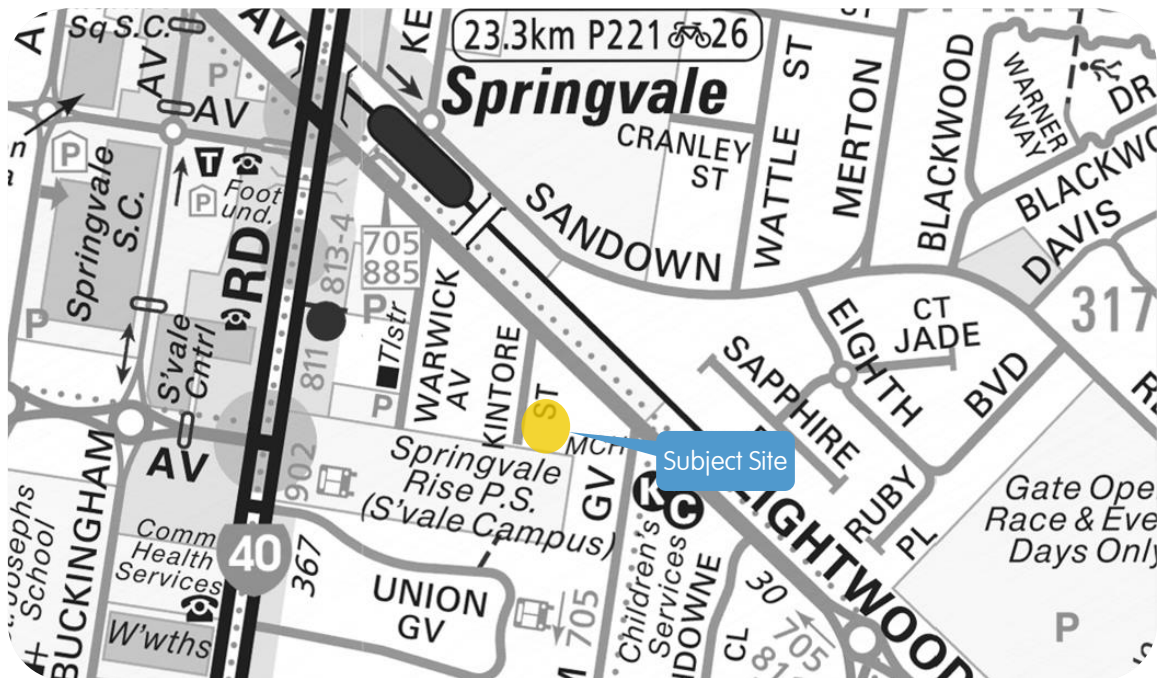 Sq S.C.
AV
KE
23.3km P221 26
Springvale
ST
WATTLE
MERTON
BLACKWOOD
WARNER
WAY
DR
A
P
AV
AV
CRANLEY
ST
BLACKWO
DAVIS
P
T
P
Foot
und.
Springvale
S.C.
RD
813-4
705
885
SANDOWN
317
P
P
S'vale
Cntrl
811
Tlstr
P
WARWICK
AV
KINTORE
ST
EIGHTH
CT
JADE
SAPPHIRE
BVD
RUBY
PL
MCH
Subject Site
AV
902
Springvale
Rise P.S.
(S'vale Campus)
GV
K
C
LIGHTWOOD
Gate Ope
Race & Eve
Days Only
P
BUCKINGHAM
Josephs
School
Comm
Health
Services
40
367
UNION
GV
705
Children's
Services
NDOWNE
CL
30
705
W'wths